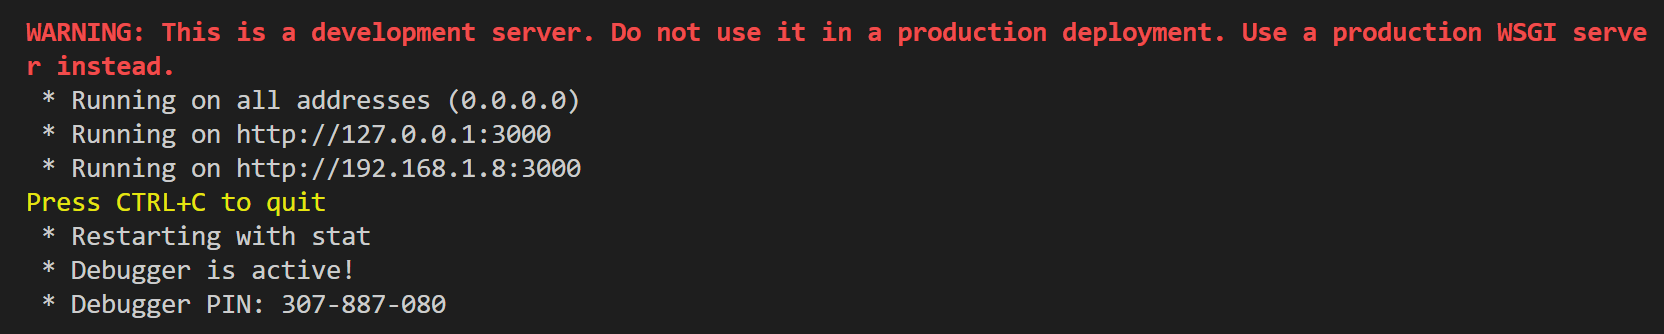 WARNING: This is a development server. Do not use it in a production deployment. Use a production WSGI serve
r instead.
 * Running on all addresses (0.0.0.0)
 * Running on http://127.0.0.1:3000
 * Running on http://192.168.1.8:3000
Press CTRL+C to quit
 * Restarting with stat
 * Debugger is active!
 * Debugger PIN: 307-887-080